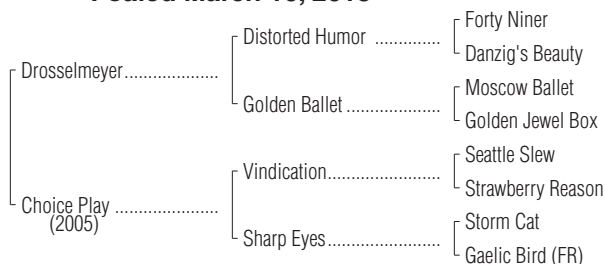 Foaled March 16, 2015
Forty Niner
Distorted Humor ..............
Danzig's Beauty
Drosselmeyer....................
Moscow Ballet
Golden Ballet ....................
Golden Jewel Box
Seattle Slew
Vindication........................
Strawberry Reason
Choice Play ......................
(2005)
Storm Cat
Sharp Eyes.......................
Gaelic Bird (FR)